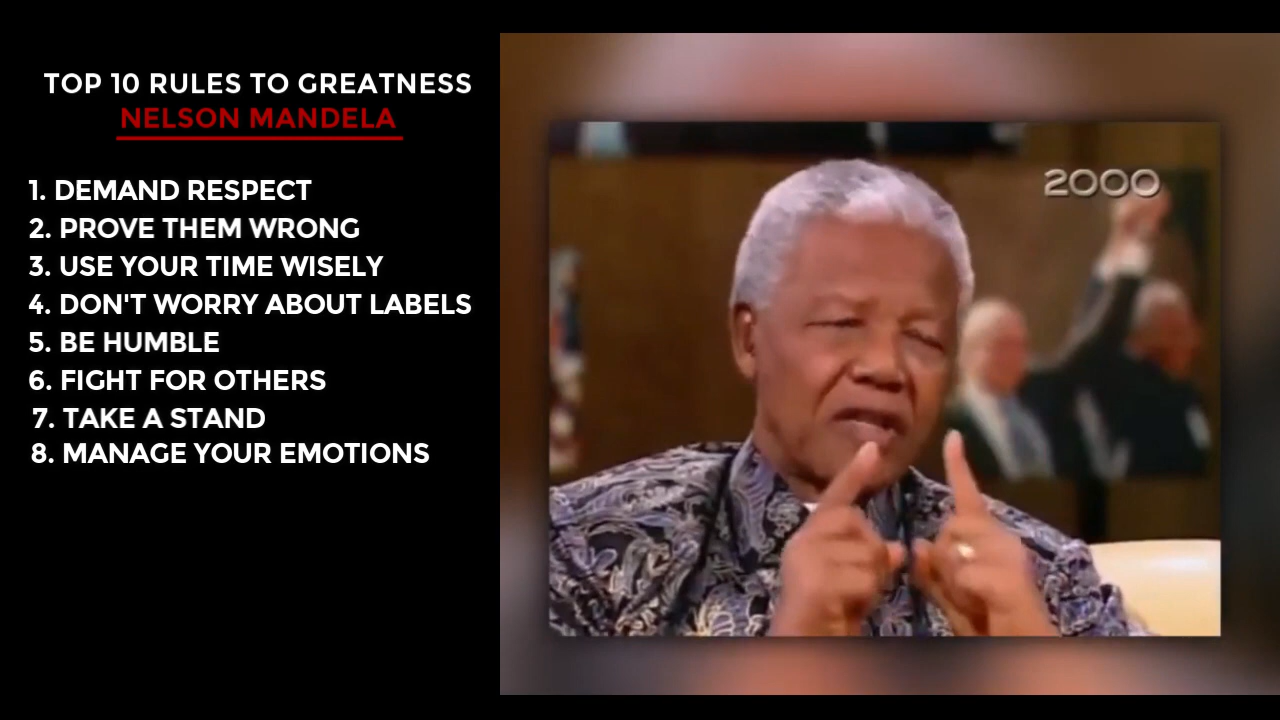 TOP 10 RULES TO GREATNESS
NELSON MANDELA
1. DEMAND RESPECT
2. PROVE THEM WRONG
3. USE YOUR TIME WISELY
4. DON'T WORRY ABOUT LABELS
5. BE HUMBLE
6. FIGHT FOR OTHERS
7. TAKE A STAND
8. MANAGE YOUR EMOTIONS
2000